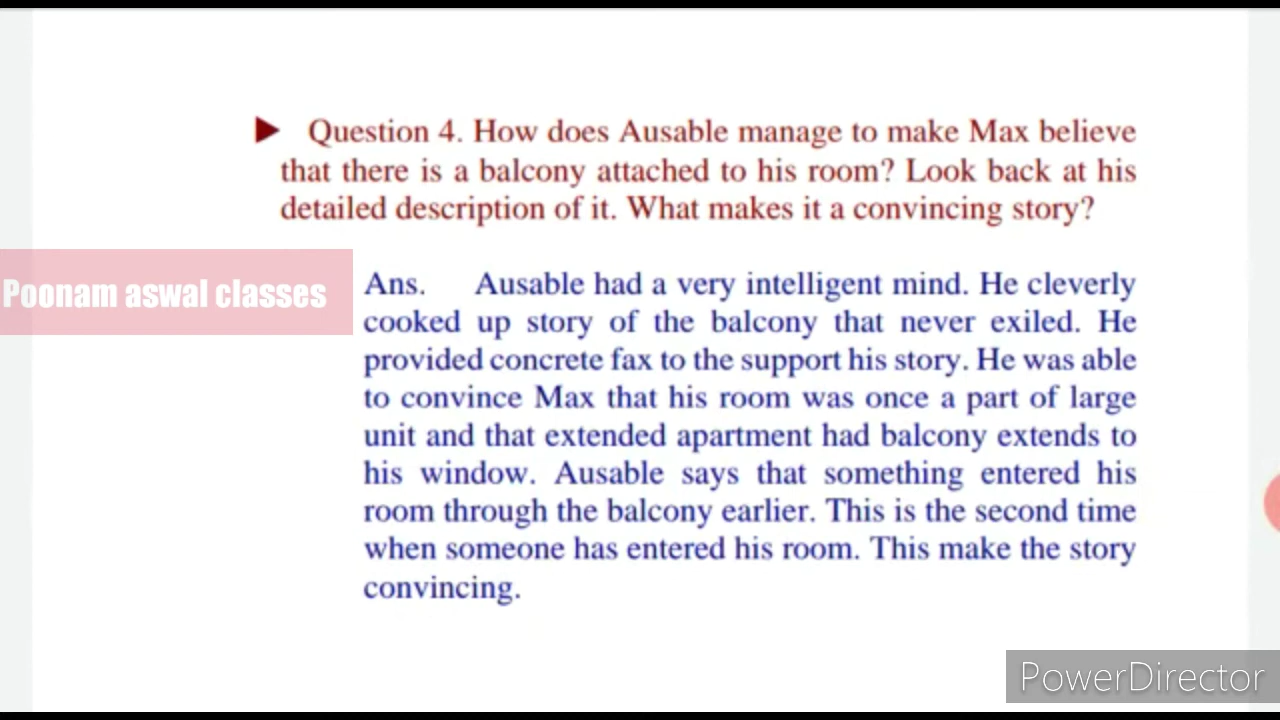 ► Question 4. How does Ausable manage to make Max believe
that there is a balcony attached to his room? Look back at his
detailed description of it. What makes it a convincing story?
Poonam aswal classes
Ans. Ausable had a very intelligent mind. He cleverly
cooked up story of the balcony that never exiled. He
provided concrete fax to the support his story. He was able
to convince Max that his room was once a part of large
unit and that extended apartment had balcony extends to
his window. Ausable says that something entered his
room through the balcony earlier. This is the second time
when someone has entered his room. This make the story
convincing.
PowerDirector